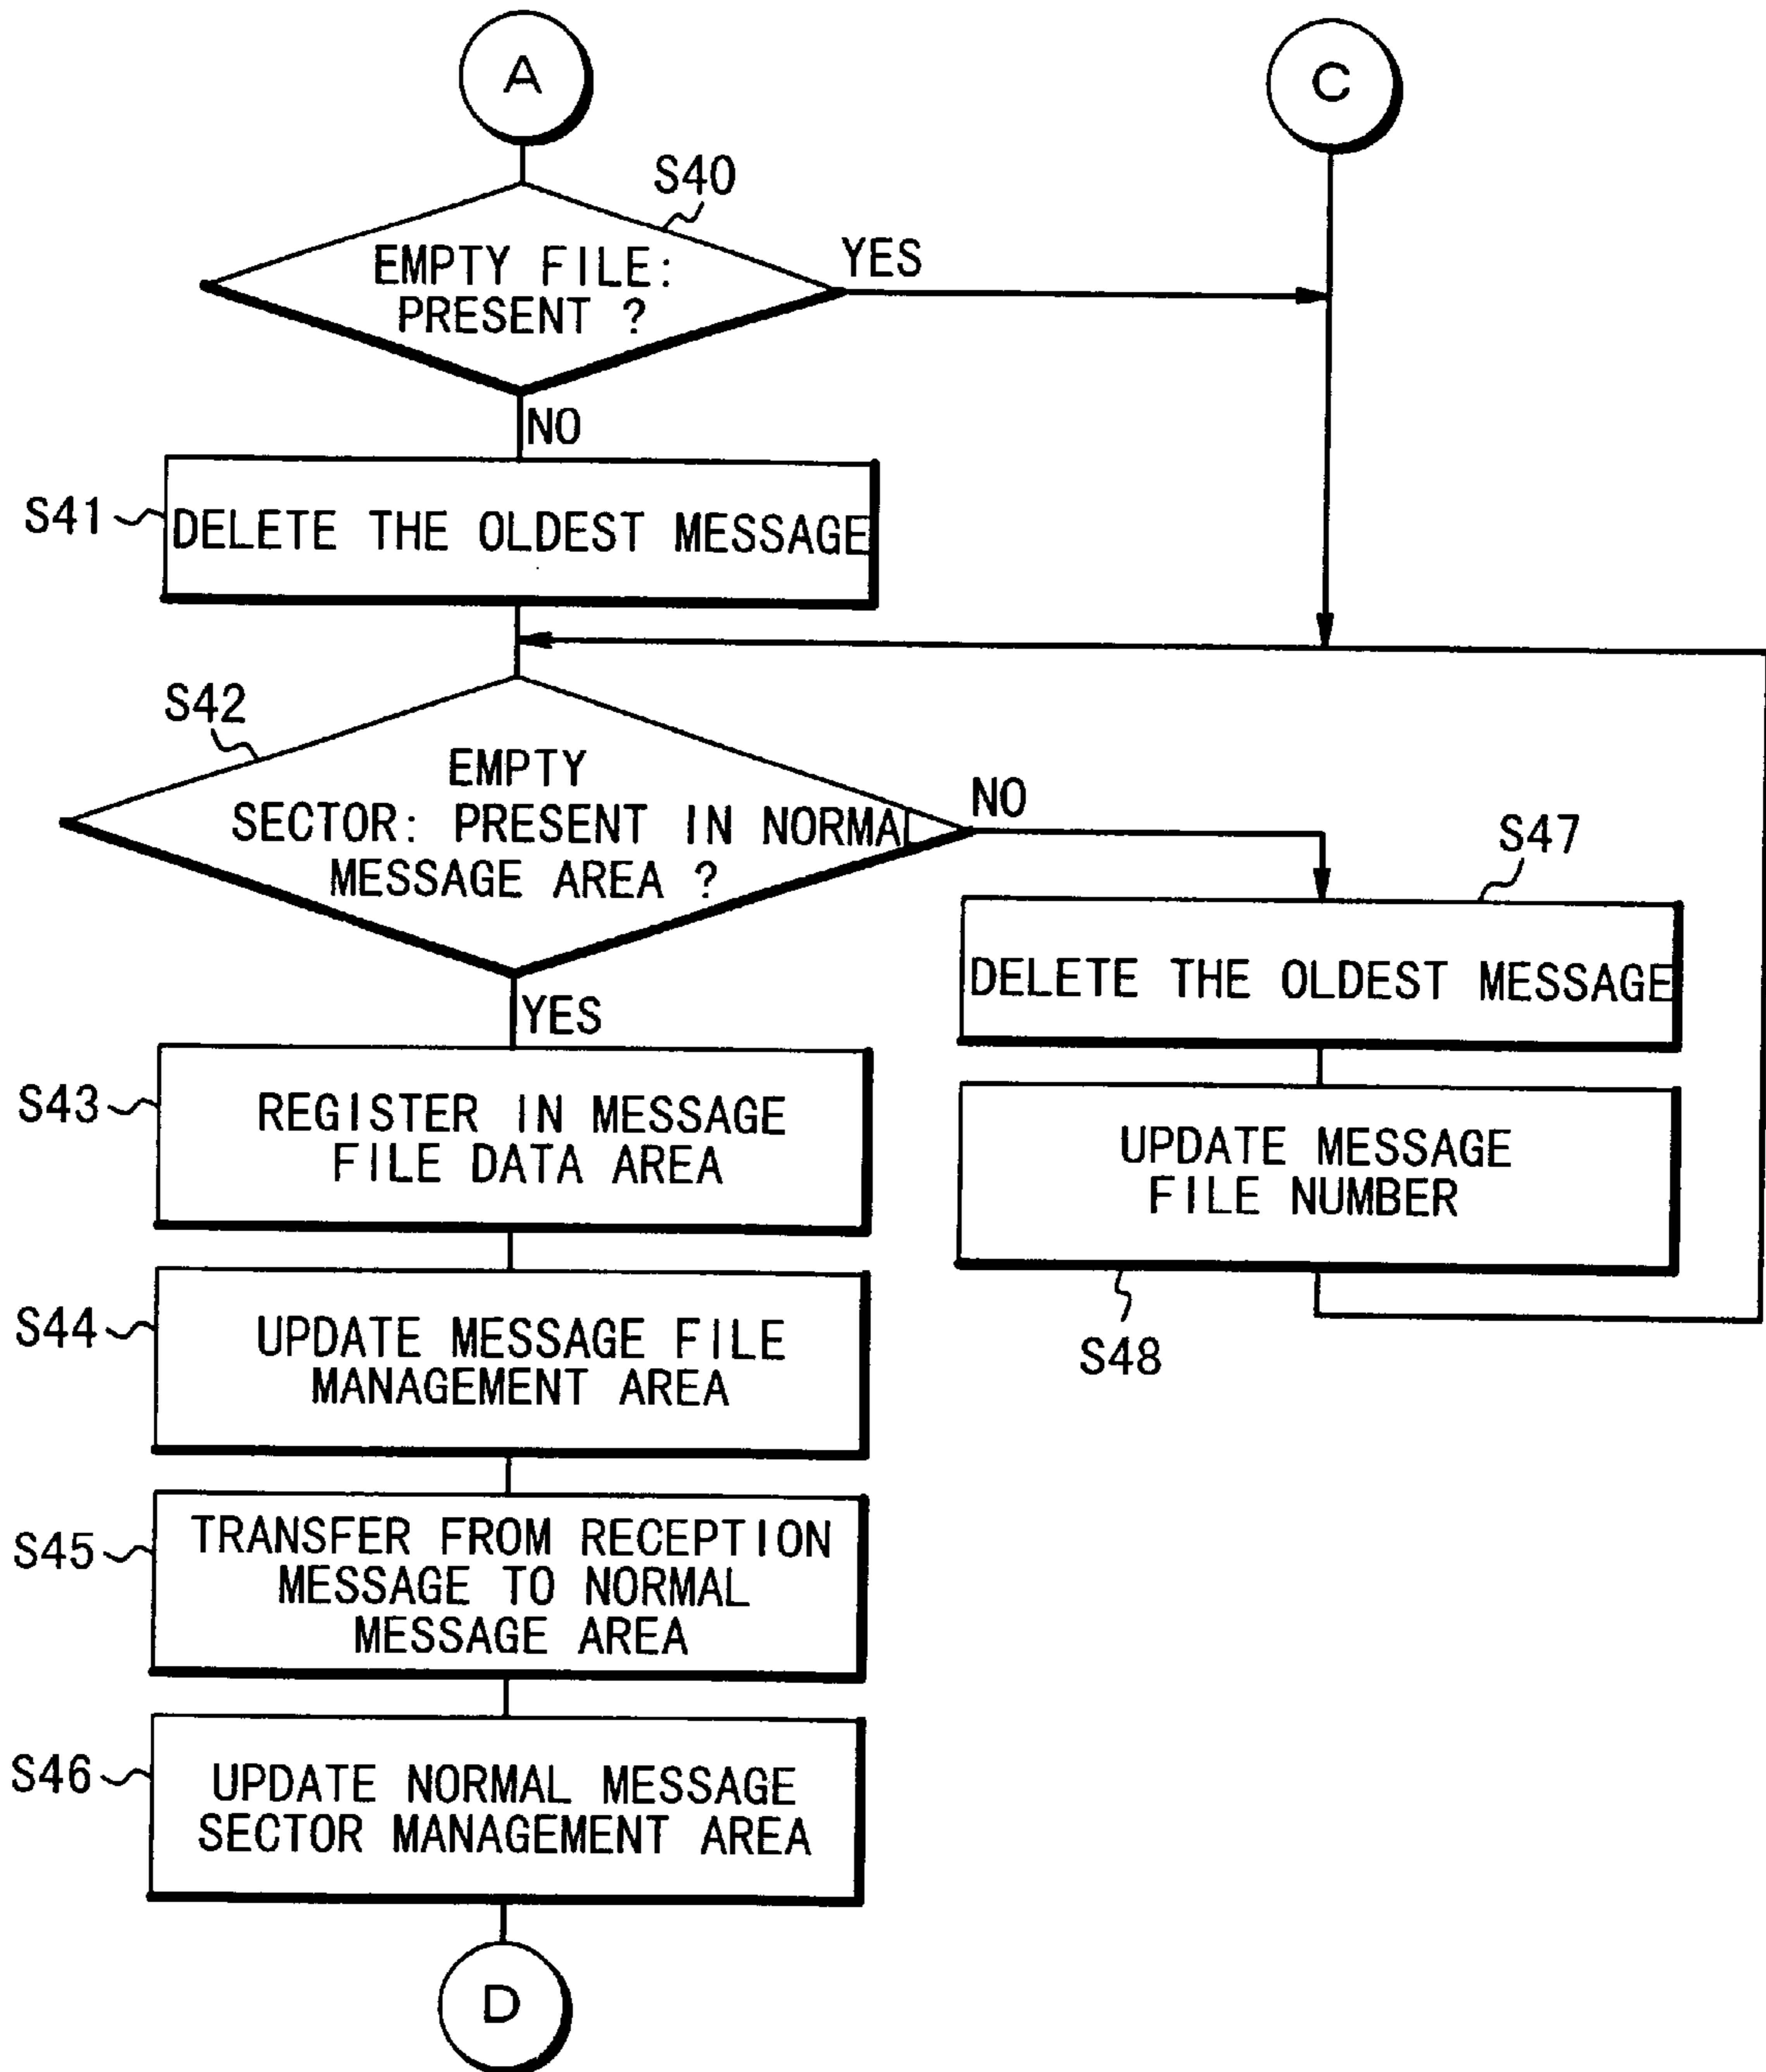 A
C
S40
EMPTY FILE:
PRESENT ?
YES
NO
S41
DELETE THE OLDEST MESSAGE
S42
EMPTY
SECTOR: PRESENT IN NORMAL
MESSAGE AREA ?
NO
YES
S47
DELETE THE OLDEST MESSAGE
S43
REGISTER IN MESSAGE
FILE DATA AREA
UPDATE MESSAGE
FILE NUMBER
S48
S44
UPDATE MESSAGE FILE
MANAGEMENT AREA
S45
TRANSFER FROM RECEPTION
MESSAGE TO NORMAL
MESSAGE AREA
S46
UPDATE NORMAL MESSAGE
SECTOR MANAGEMENT AREA
D